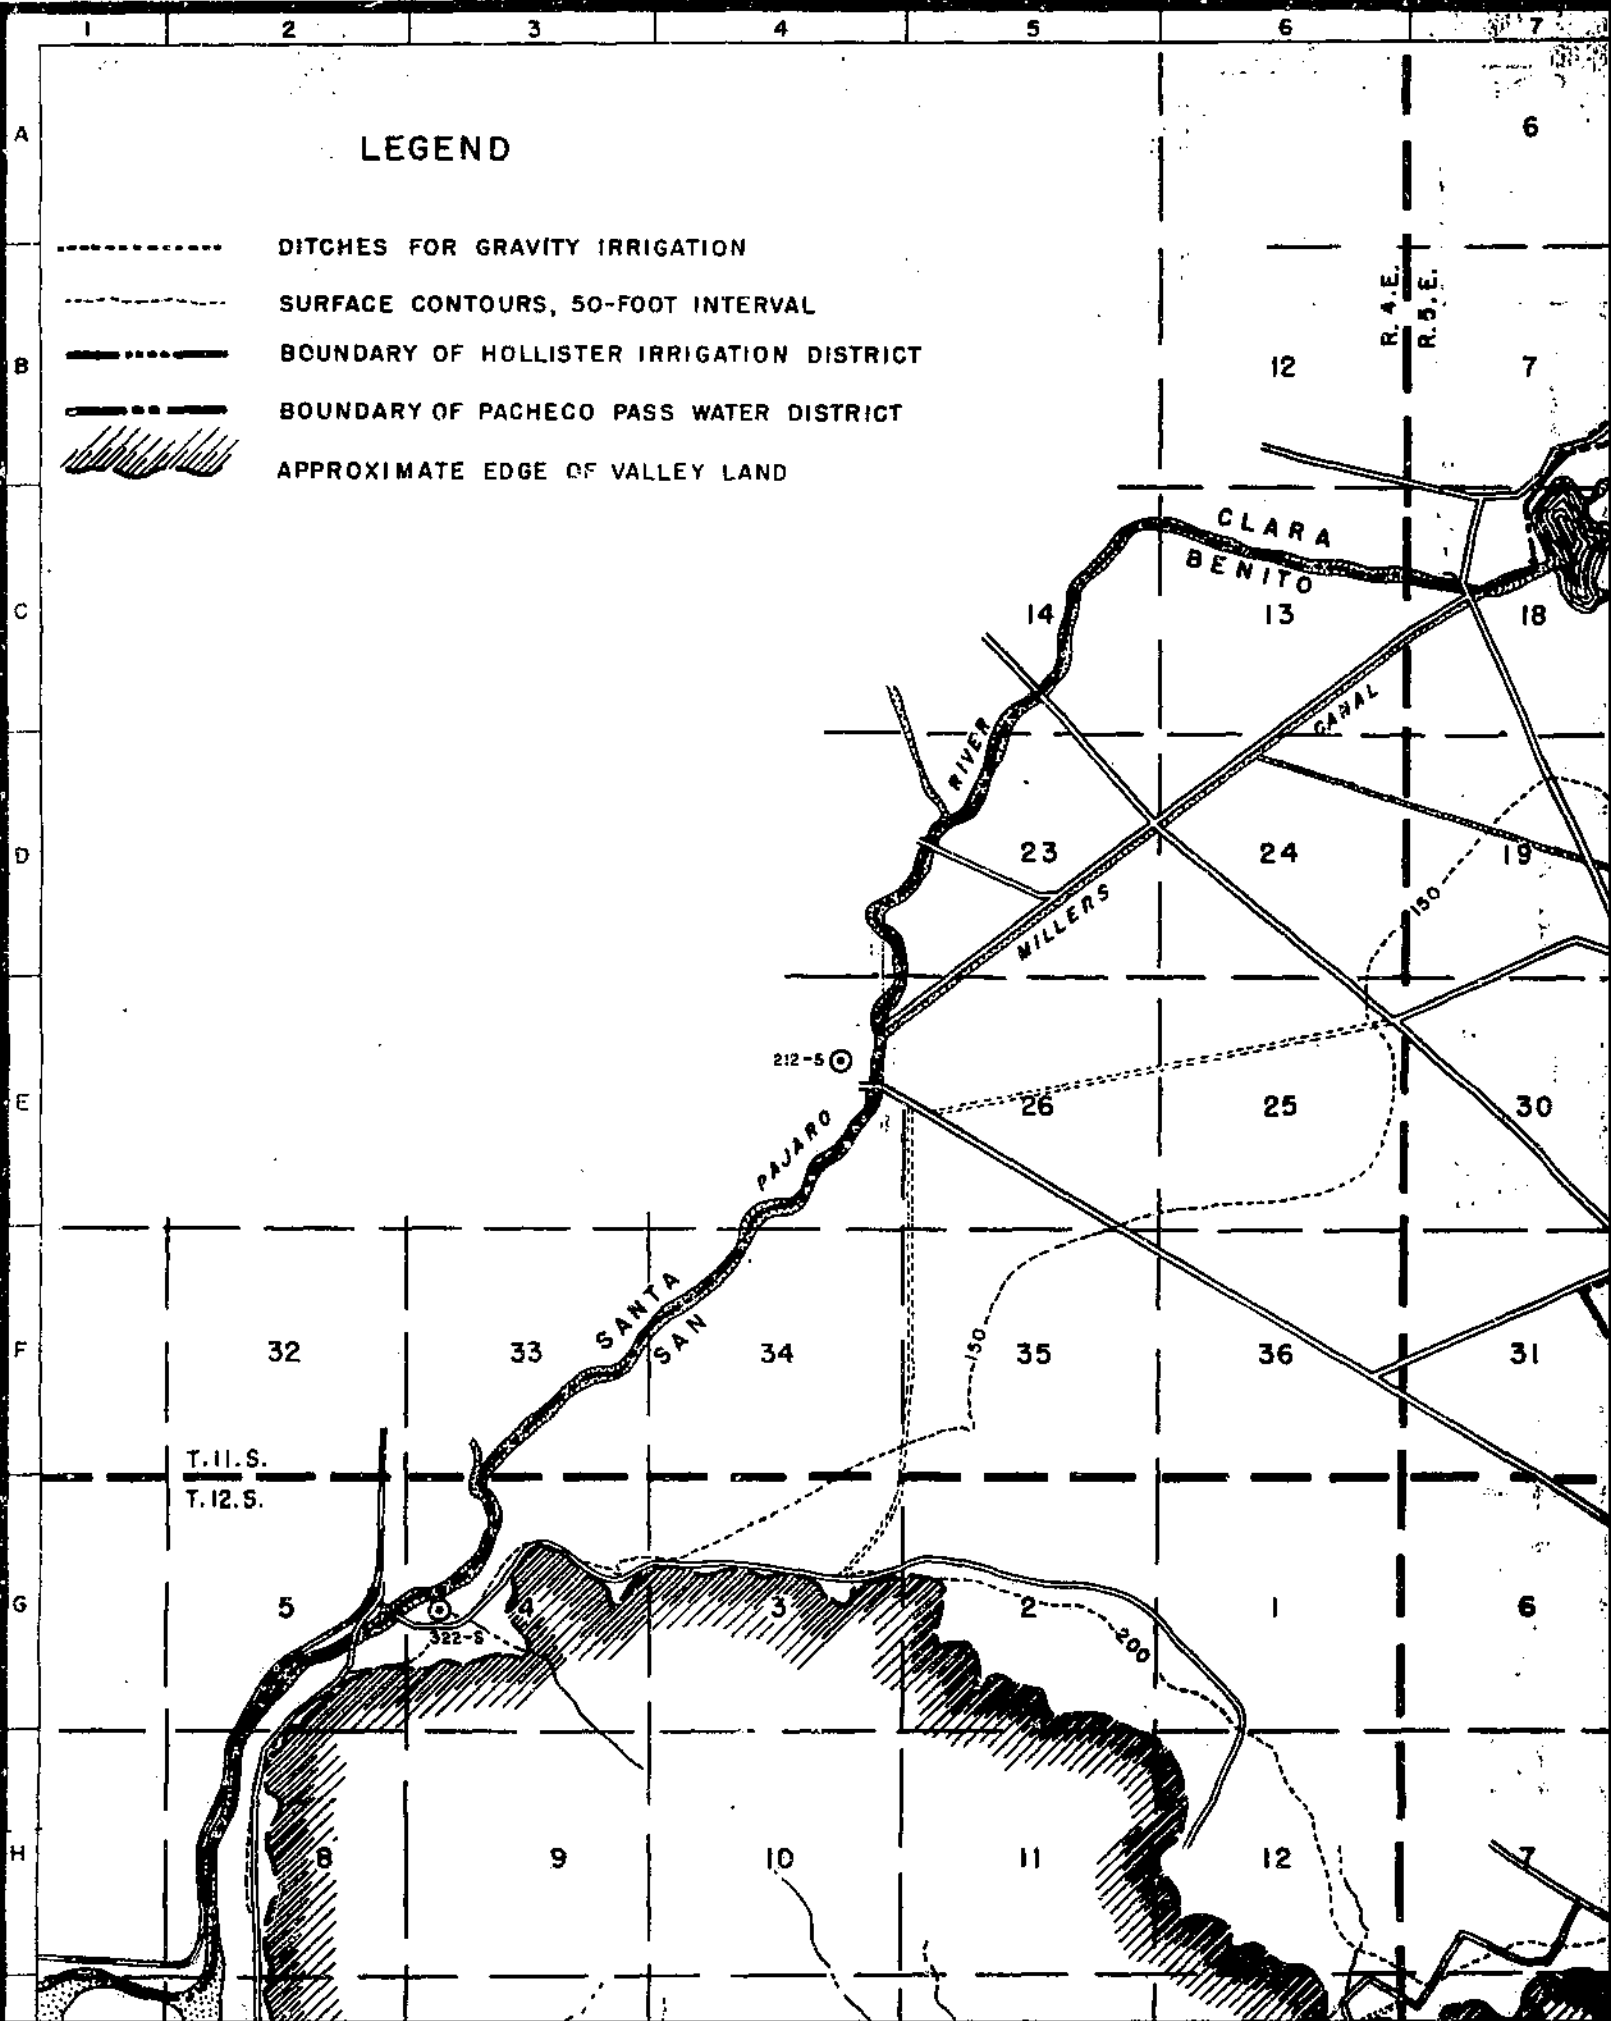 1 2 3 4 5 6 7
A
6
LEGEND
DITCHES FOR GRAVITY IRRIGATION
SURFACE CONTOURS, 50-FOOT INTERVAL
R. 4.E.
R. 5. E.
BOUNDARY OF HOLLISTER IRRIGATION DISTRICT
B
12 7
BOUNDARY OF PACHECO PASS WATER DISTRICT
APPROXIMATE EDGE OF VALLEY LAND
CLARA
BENITO
C
14 13 18
CANAL
RIVER
D
23 24 19
150
MILLERS
212-5
E
26 25 30
PAJARO
SANTA
SAN
F
32 33 34 150 35 36 31
T. 11. S.
T. 12. S.
G
5 4 3 2 1 6
322-S
200
H
8 9 10 11 12 7